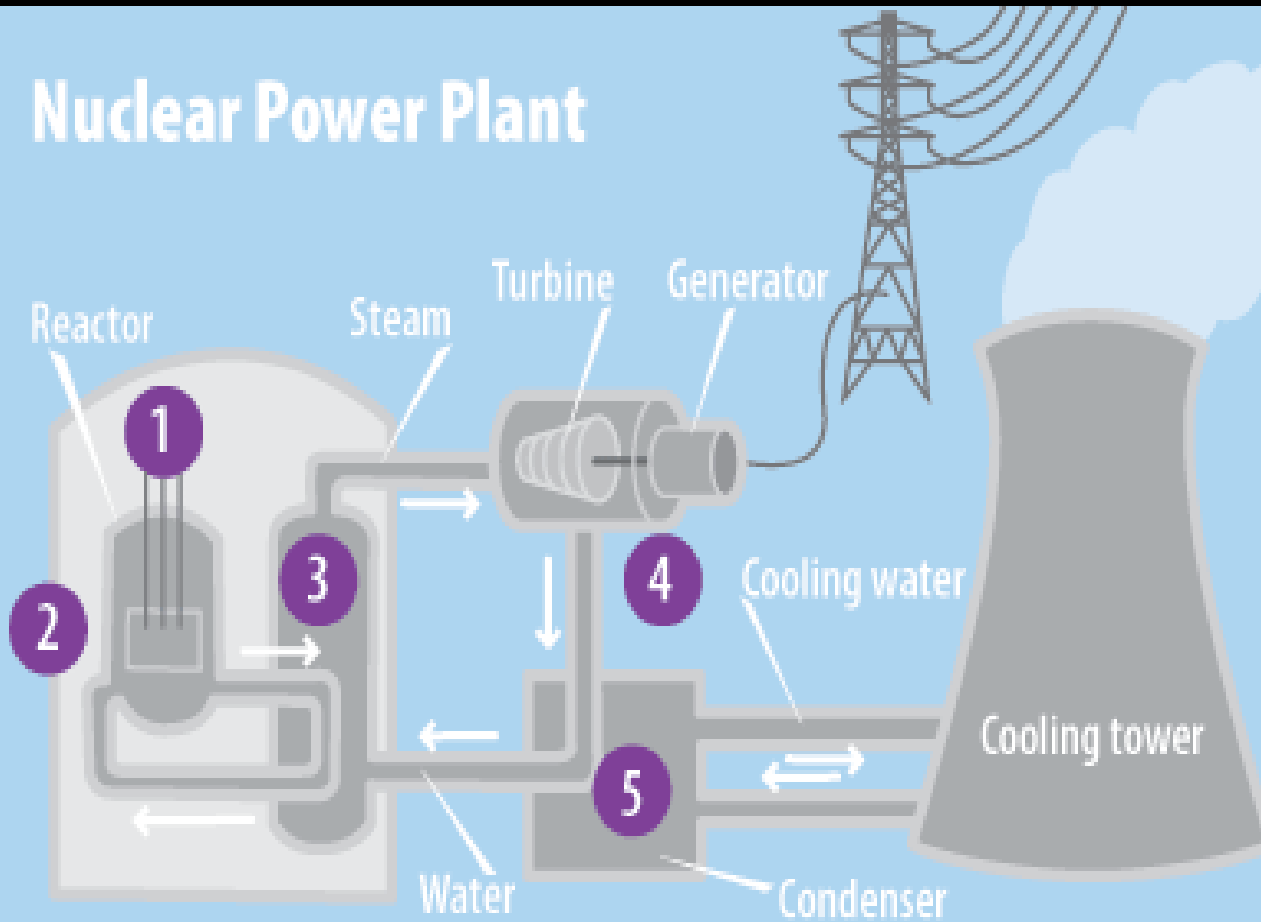 Nuclear Power Plant
Turbine
Generator
Reactor
Steam
1
2
3
4
Cooling water
Cooling tower
5
Water
Condenser